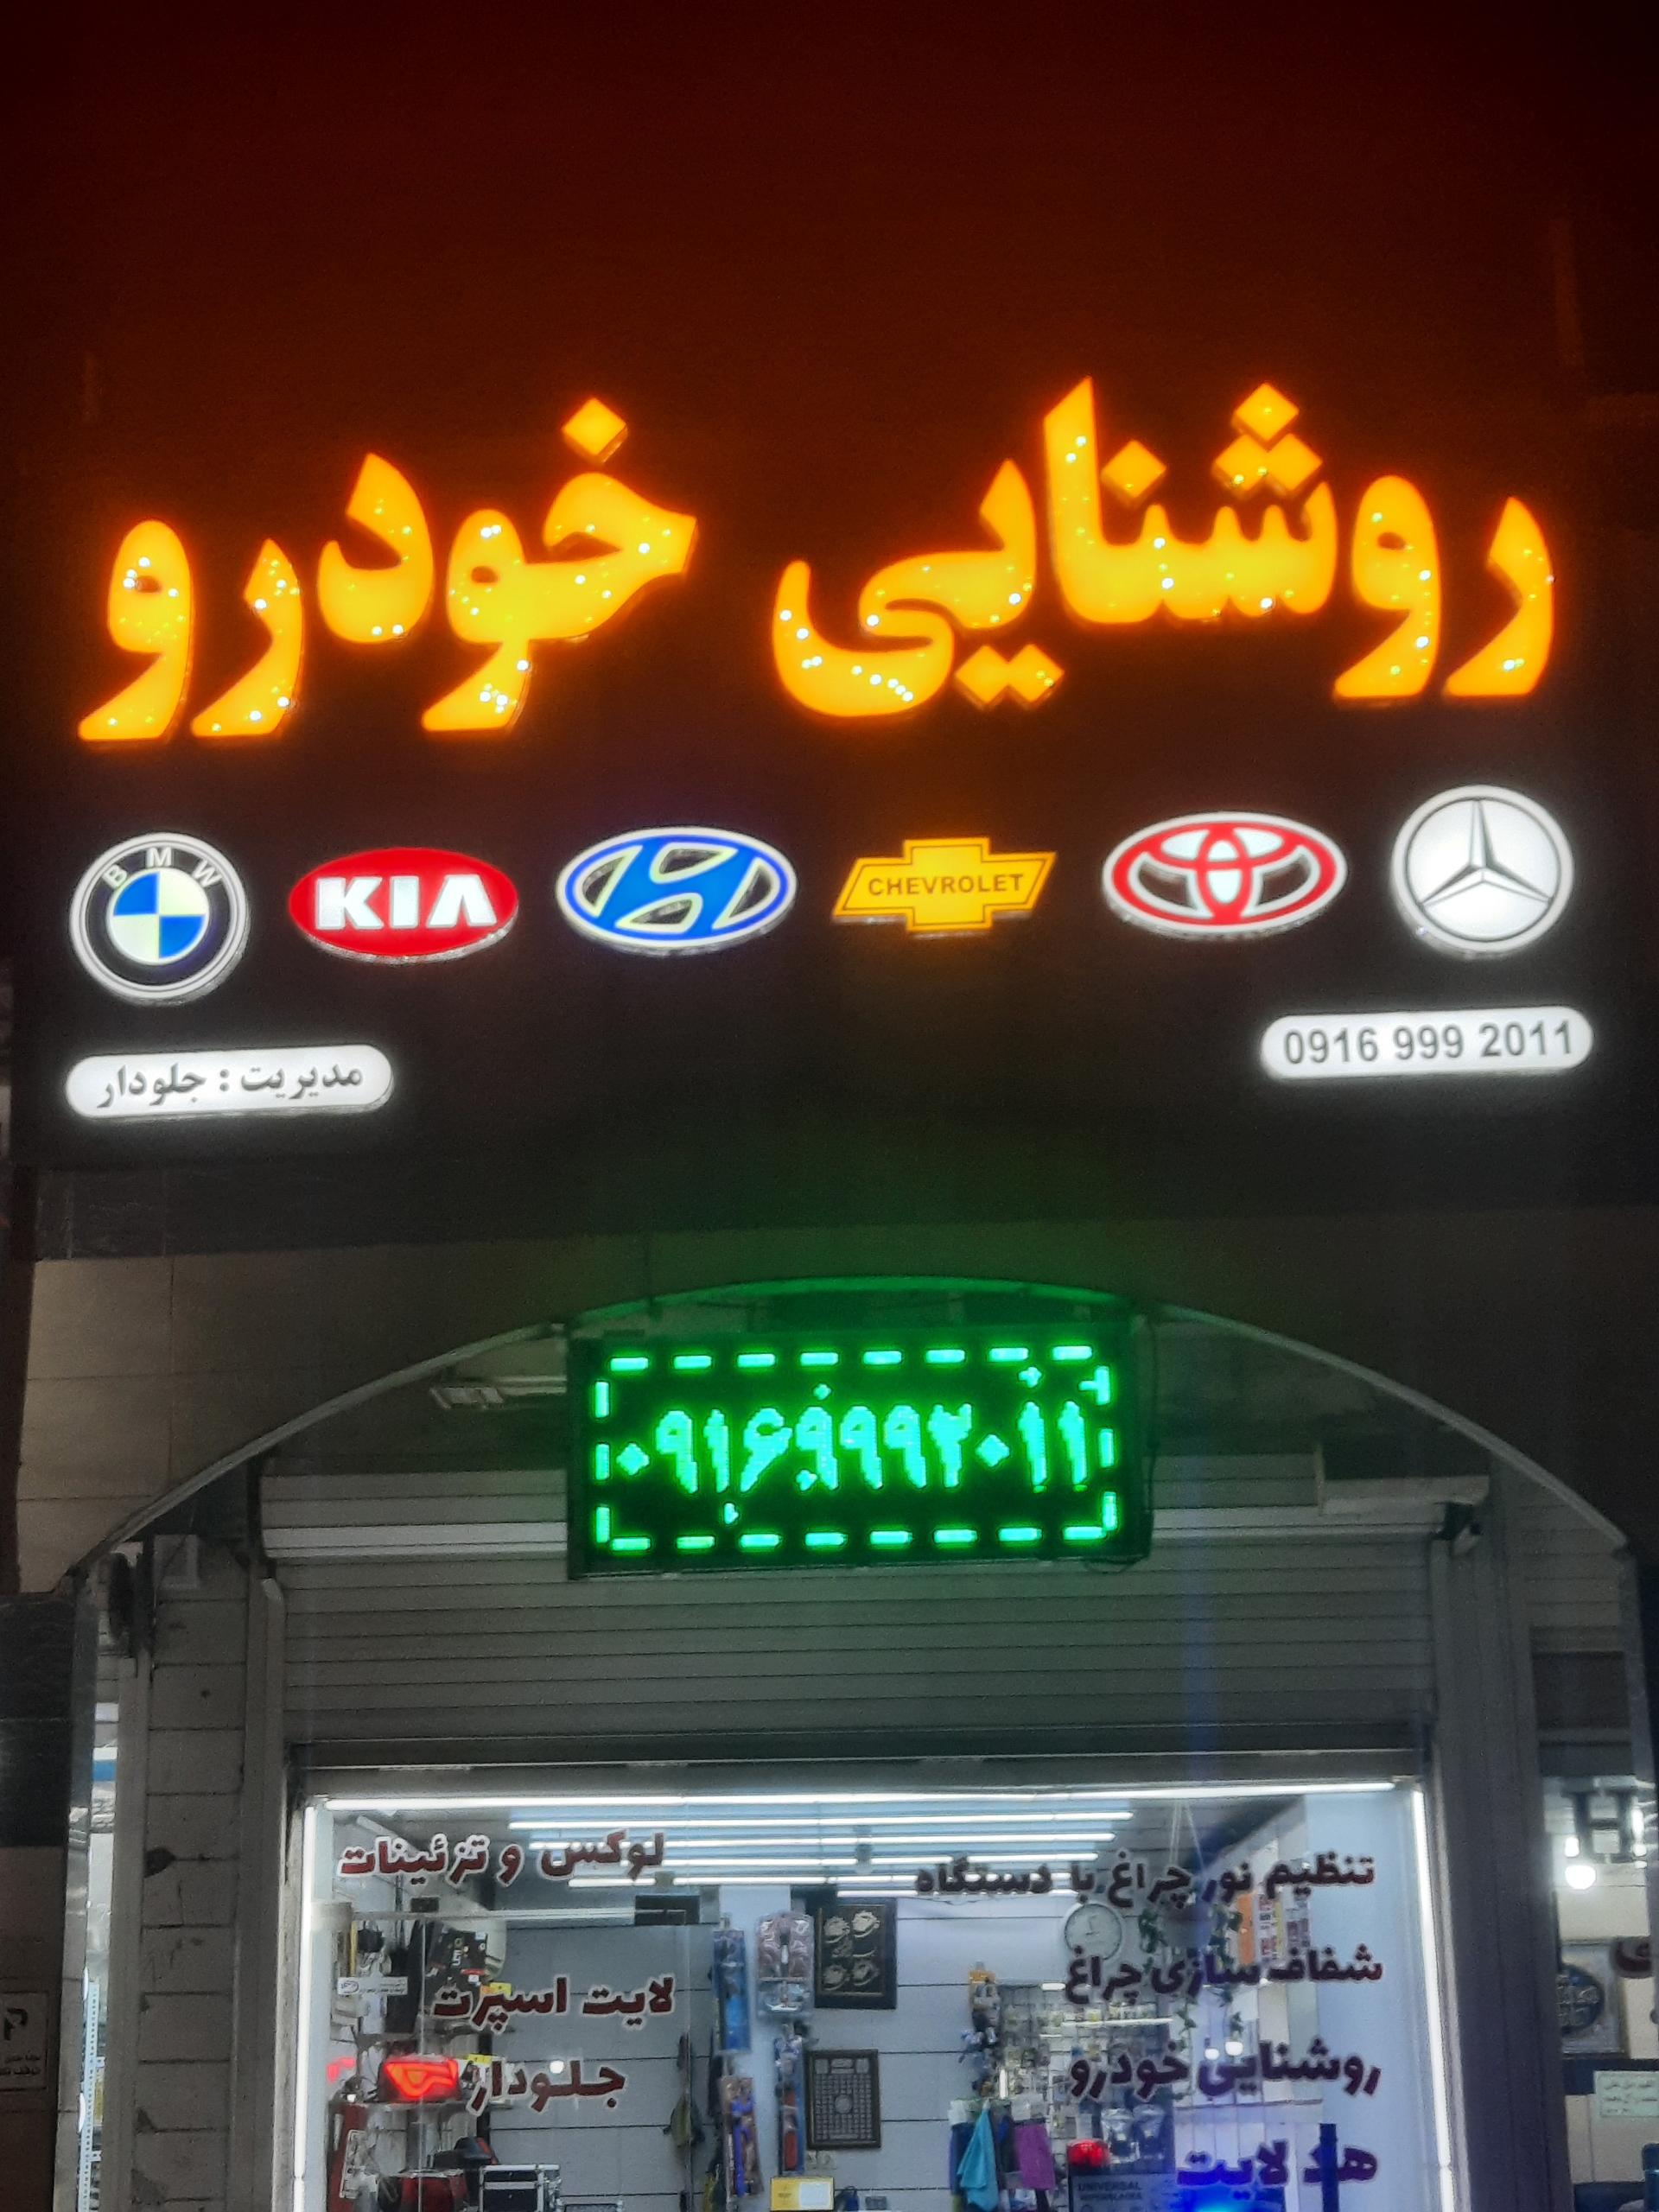 روشنایی خودرو
BMW KIA CHEVROLET
0916 999 2011
مدیریت : جلودار
۰۹۱۶۹۹۹۲۰۱۱
لوکس و تزئینات
لایت اسپرت
جلودار
تنظیم نور چراغ با دستگاه
شفاف سازی چراغ
روشنایی خودرو
هد لایت
UNIVERSAL